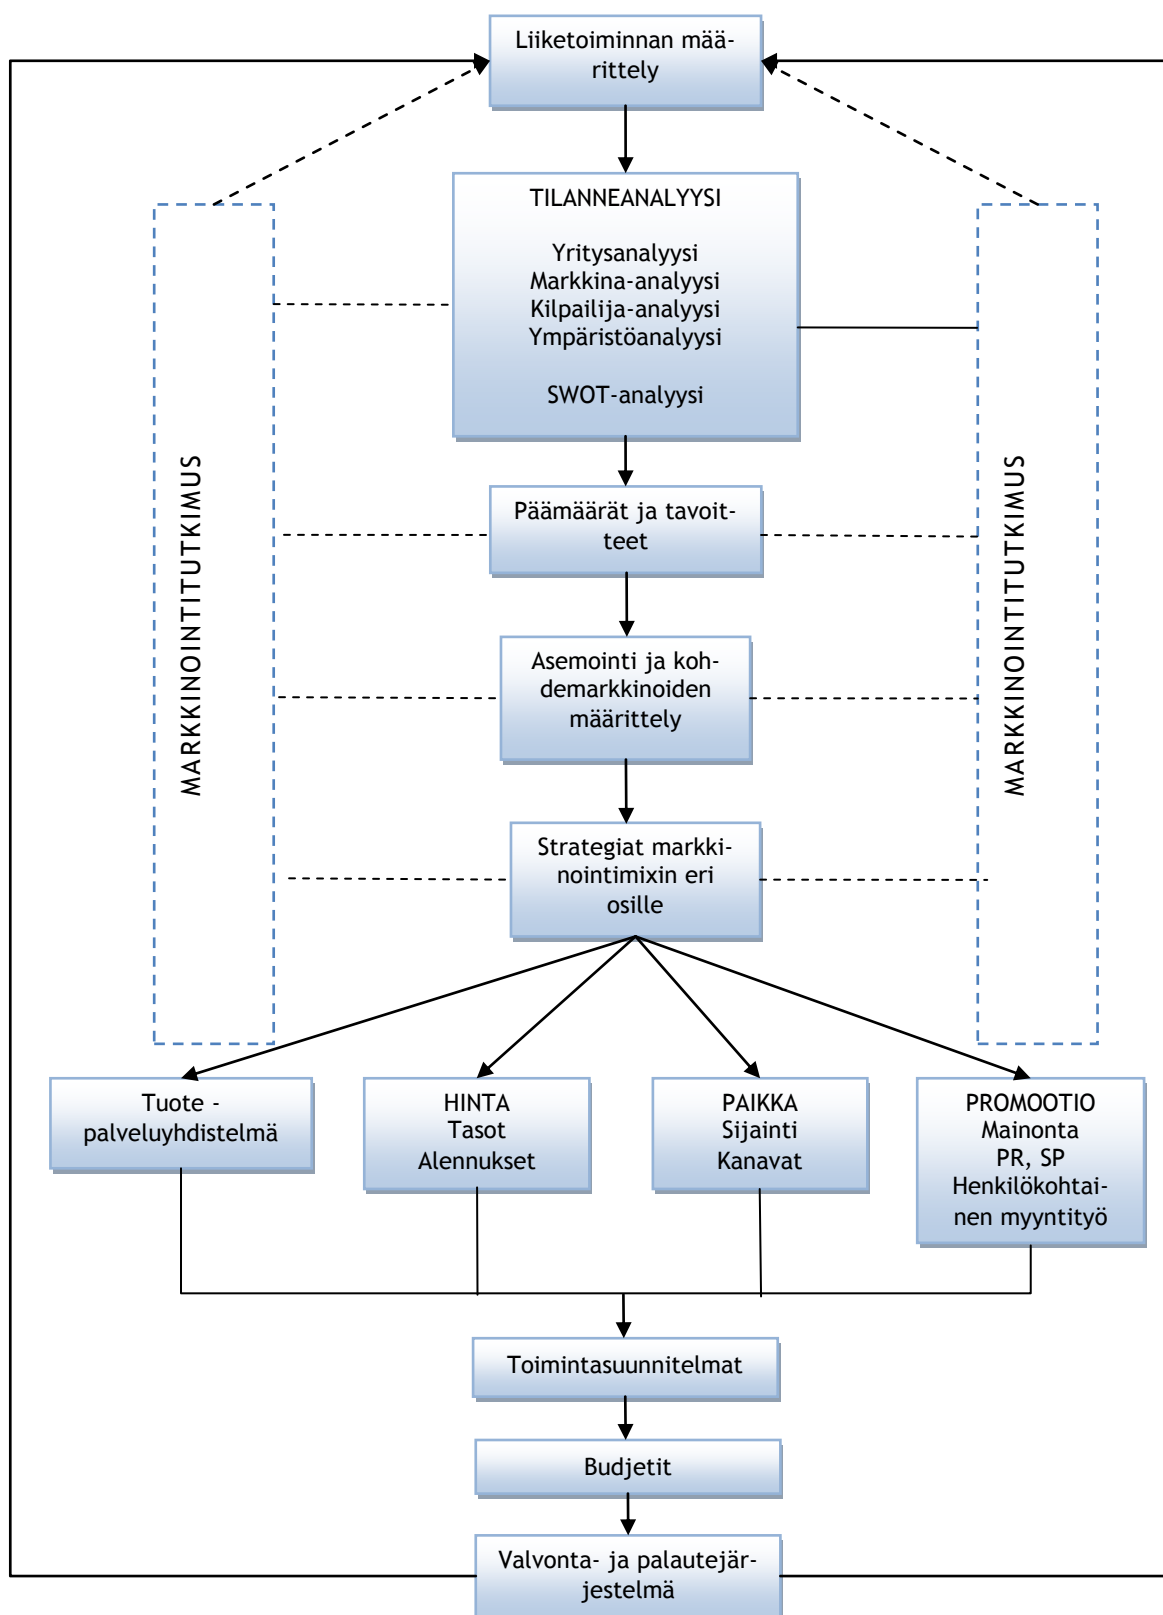 Liiketoiminnan mää-
rittely
TILANNEANALYYSI
Yritysanalyysi
Markkina-analyysi
Kilpailija-analyysi
Ympäristöanalyysi
SWOT-analyysi
MARKKINOINTITUTKIMUS
MARKKINOINTITUTKIMUS
Päämäärät ja tavoit-
teet
Asemointi ja koh-
demarkkinoiden
määrittely
Strategiat markki-
nointimixin eri
osille
Tuote -
palveluyhdistelmä
HINTA
Tasot
Alennukset
PAIKKA
Sijainti
Kanavat
PROMOOTIO
Mainonta
PR, SP
Henkilökohtai-
nen myyntityö
Toimintasuunnitelmat
Budjetit
Valvonta- ja palautejär-
jestelmä